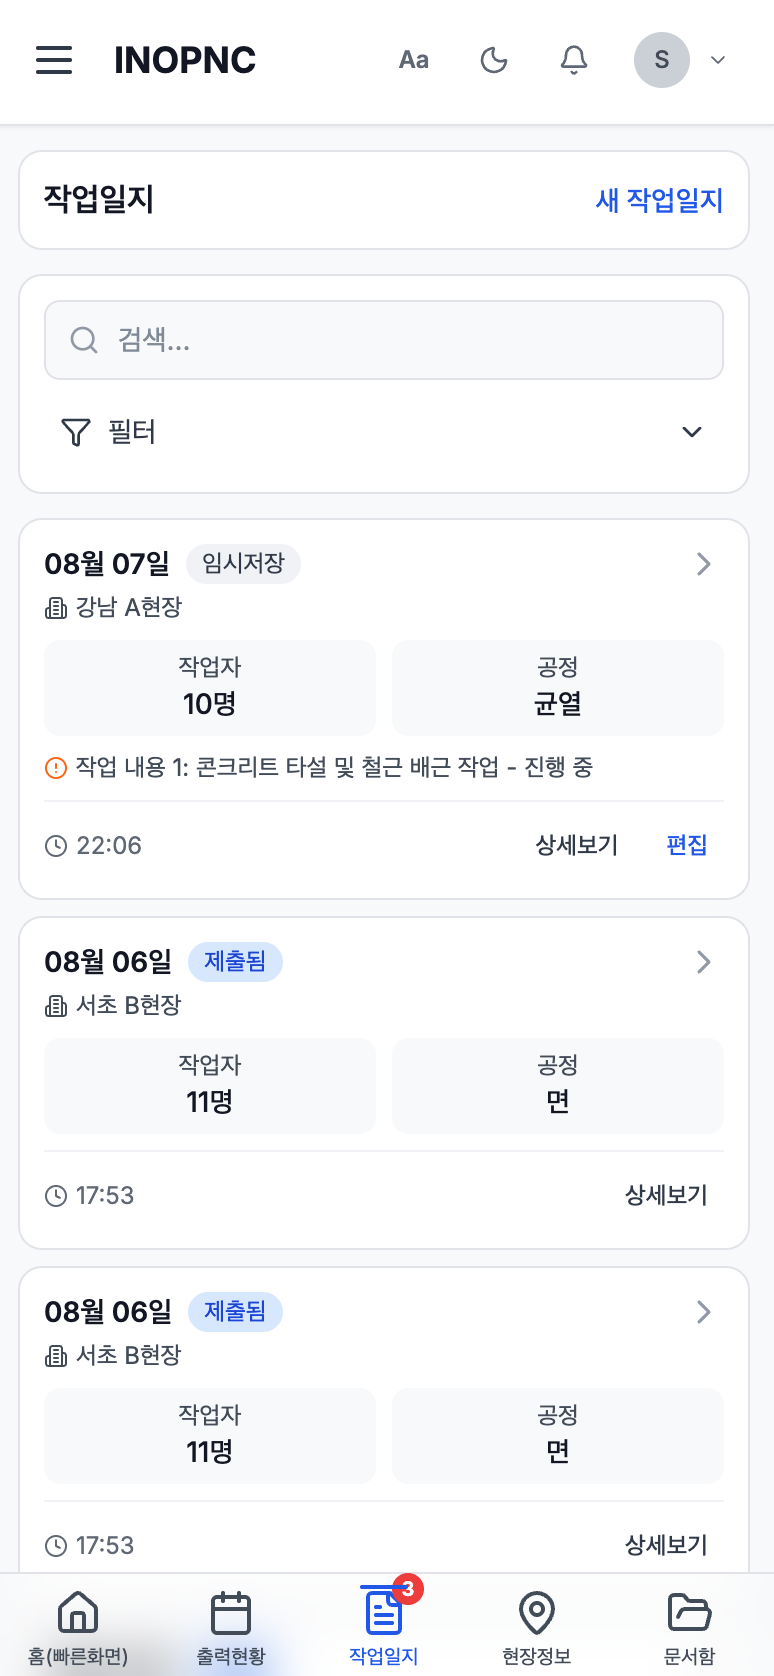 INOPNC Aa S
작업일지 새 작업일지
검색...
필터
08월 07일 임시저장
강남 A현장
작업자 공정
10명 균열
작업 내용 1: 콘크리트 타설 및 철근 배근 작업 - 진행 중
22:06 상세보기 편집
08월 06일 제출됨
서초 B현장
작업자 공정
11명 면
17:53 상세보기
08월 06일 제출됨
서초 B현장
작업자 공정
11명 면
17:53 상세보기
3
홈(빠른화면) 출력현황 작업일지 현장정보 문서함